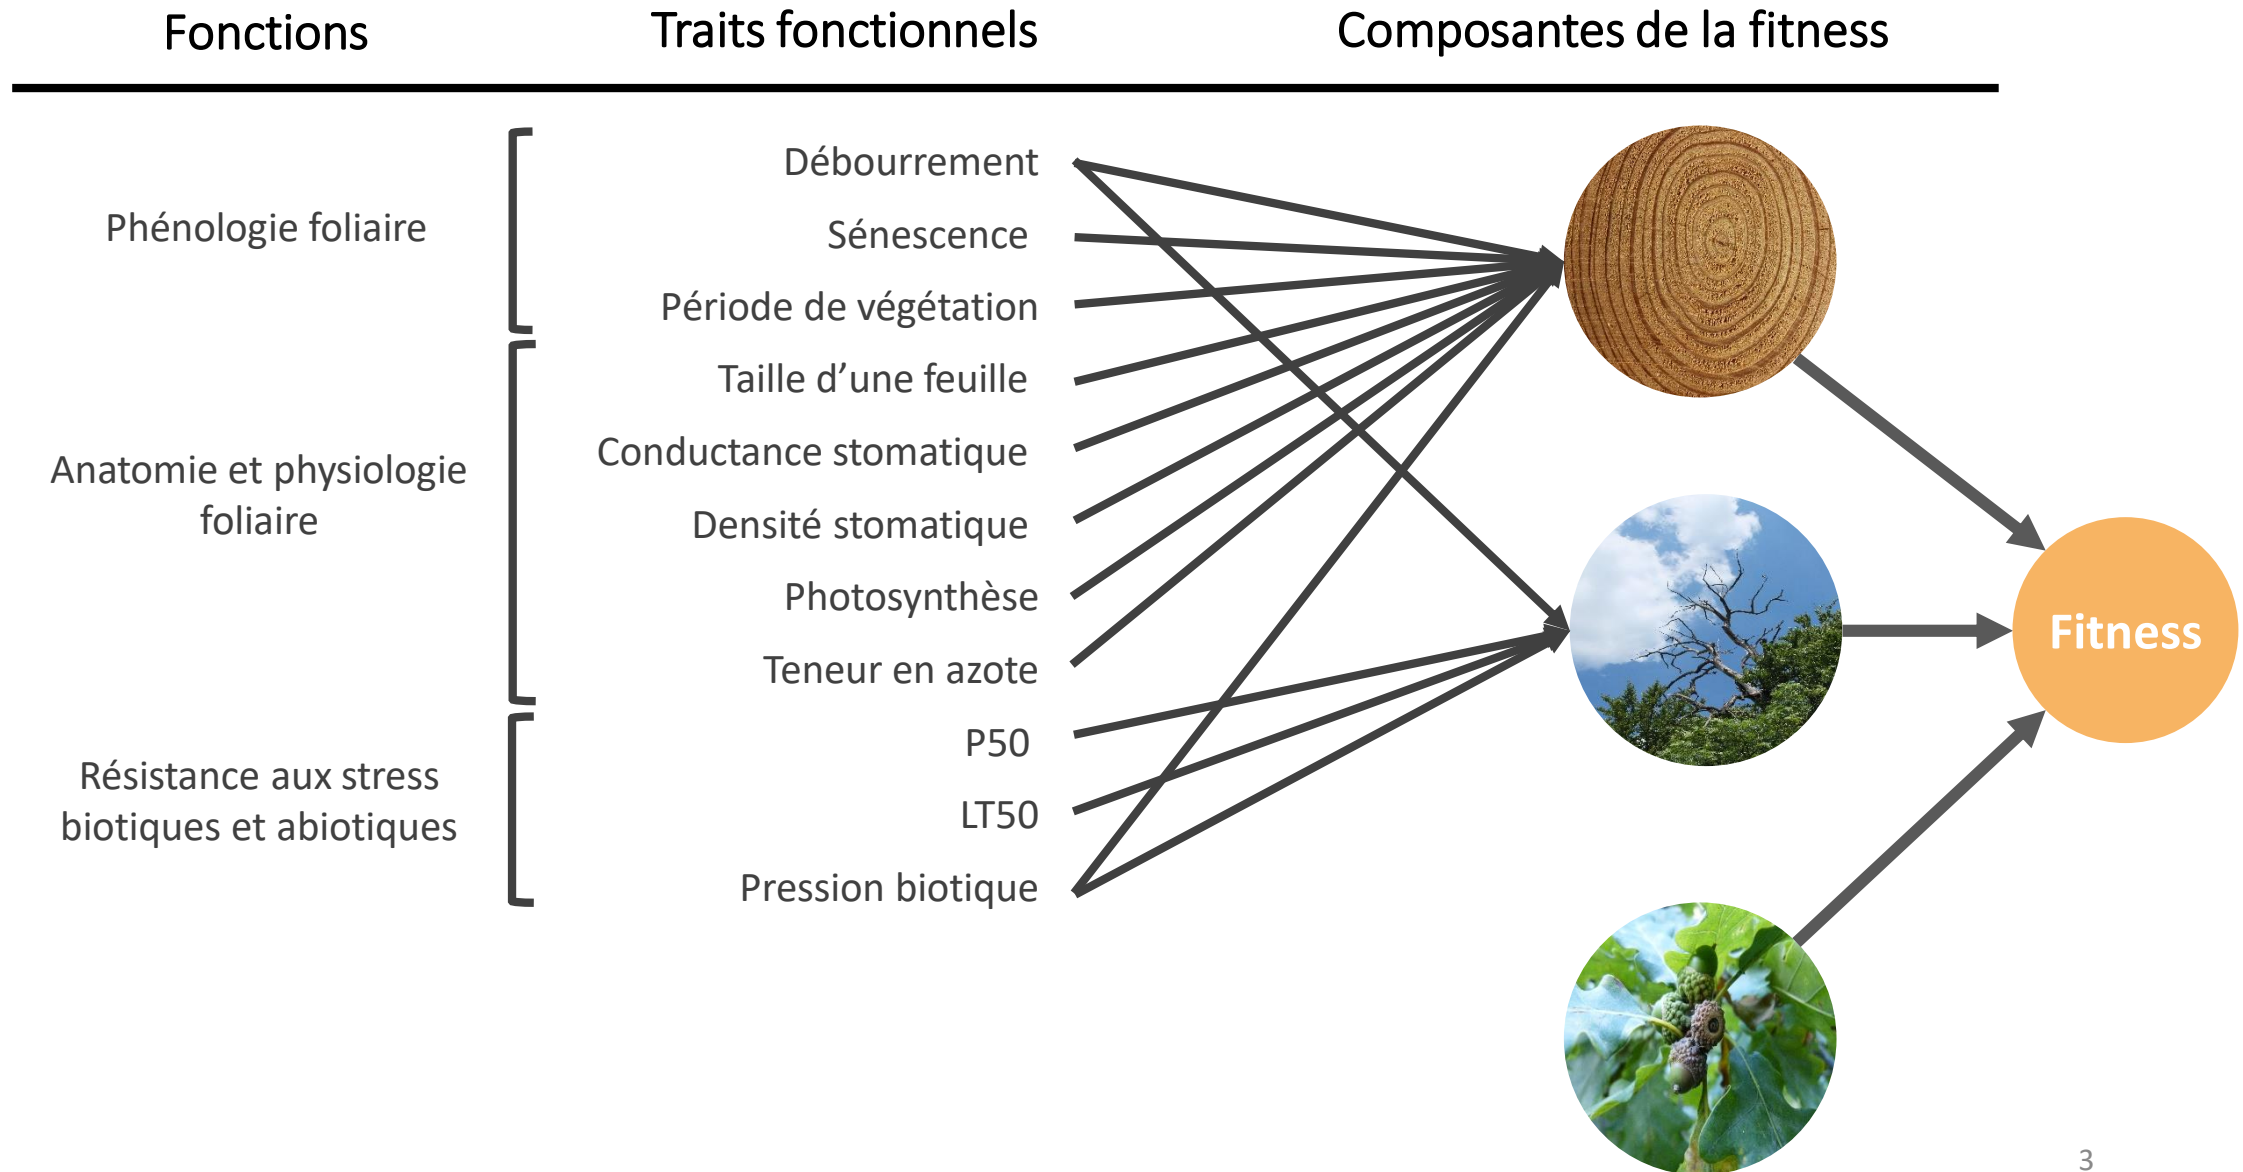 Fonctions
Traits fonctionnels
Composantes de la fitness
Phénologie foliaire
Débourrement
Sénescence
Période de végétation
Anatomie et physiologie
foliaire
Taille d’une feuille
Conductance stomatique
Densité stomatique
Photosynthèse
Teneur en azote
Résistance aux stress
biotiques et abiotiques
P50
LT50
Pression biotique
Fitness
3